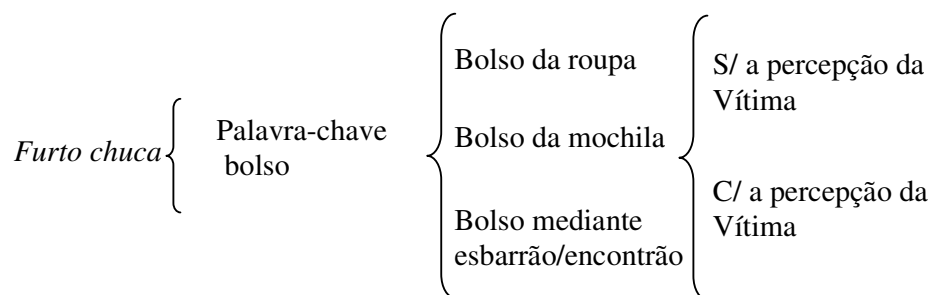 Furto chuca
Palavra-chave
bolso
Bolso da roupa
Bolso da mochila
Bolso mediante
esbarrão/encontrão
S/ a percepção da
Vítima
C/ a percepção da
Vítima